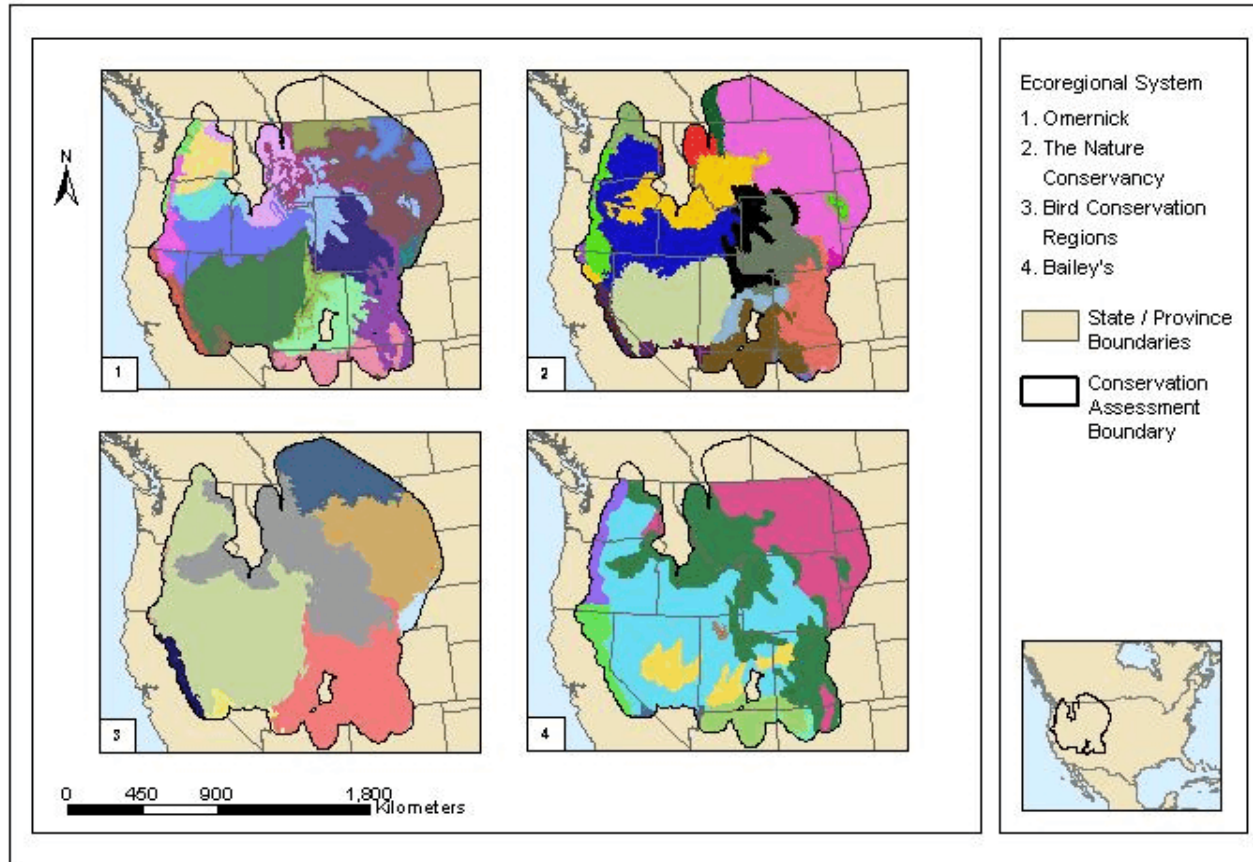 N
1
2
3
4
0 450 900 1,800
Kilometers
Ecoregional System
1. Omernick
2. The Nature
Conservancy
3. Bird Conservation
Regions
4. Bailey's
State / Province
Boundaries
Conservation
Assessment
Boundary